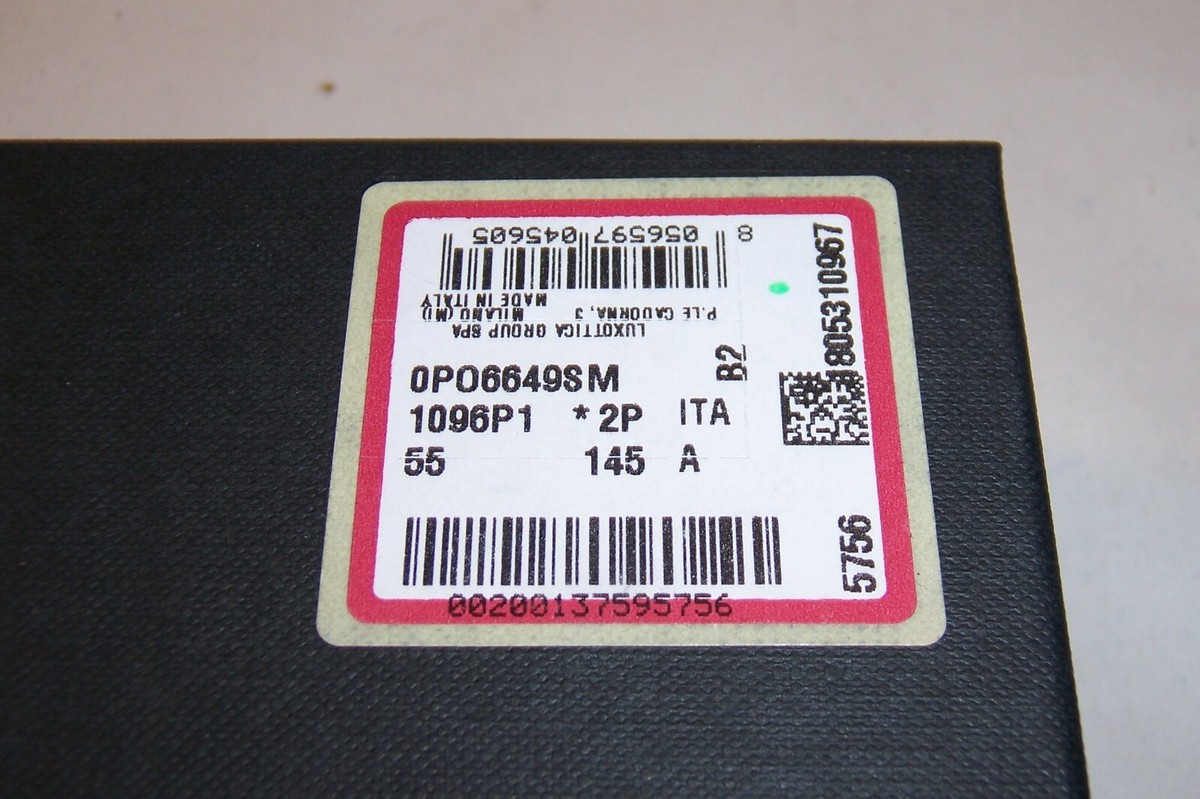 8 056597 045605
LUXOTTICA GROUP SPA
P.LE CADORNA, 3 MILANO (MI)
MADE IN ITALY
0PO6649SM B2
1096P1 *2P ITA
55 145 A
00200137595756
1805310967
5756